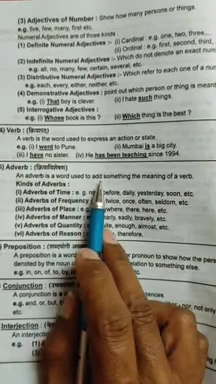 (3) Adjectives of Number : Show how many persons or things.
e.g. five, few, many, first etc.
Numeral Adjectives are of three kinds
(1) Definite Numeral Adjectives :- (i) Cardinal e.g. one, two, three,
(ii) Ordinal : e.g. first, second, third,
(2) Indefinite Numeral Adjectives :- Which do not denote an exact num
e.g. all, no, many, few, certain, several, etc.
(3) Distributive Numeral Adjectives :- Which refer to each one of a nu
e.g. each, every, either, neither, etc.
(4) Demonstrative Adjectives : point out which person or thing is meant
e.g. (i) That boy is clever. (ii) I hate such things.
(5) Interrogative Adjectives :
e.g. (i) Whose book is this ? (ii) Which thing is the best ?
4) Verb : (क्रियापद)
A verb is the word used to express an action or state.
e.g. (i) I went to Pune. (ii) Mumbai is a big city.
(iii) I have no sister. (iv) He has been teaching since 1994.
5) Adverb : (क्रियाविशेषण)
An adverb is a word used to add something the meaning of a verb.
Kinds of Adverbs :
(i) Adverbs of Time : e. g. before, daily, yesterday, soon, etc.
(ii) Adverbs of Frequency once, often, seldom, etc.
(iii) Adverbs of Place : e where, there, here, etc.
(iv) Adverbs of Manner sadly, bravely, etc.
(v) Adverbs of Quantity enough, almost, etc.
(vi) Adverbs of Reason therefore.
) Preposition :
A preposition is a wo pronoun to show how the pers
denoted by the noun relation to something else.
e.g. in, on, of, to, by
Conjunction :
A conjunction is a tences.
e.g. and, or, but, nor, not only
etc
Interjection :
An interjectio
e.g. (1)